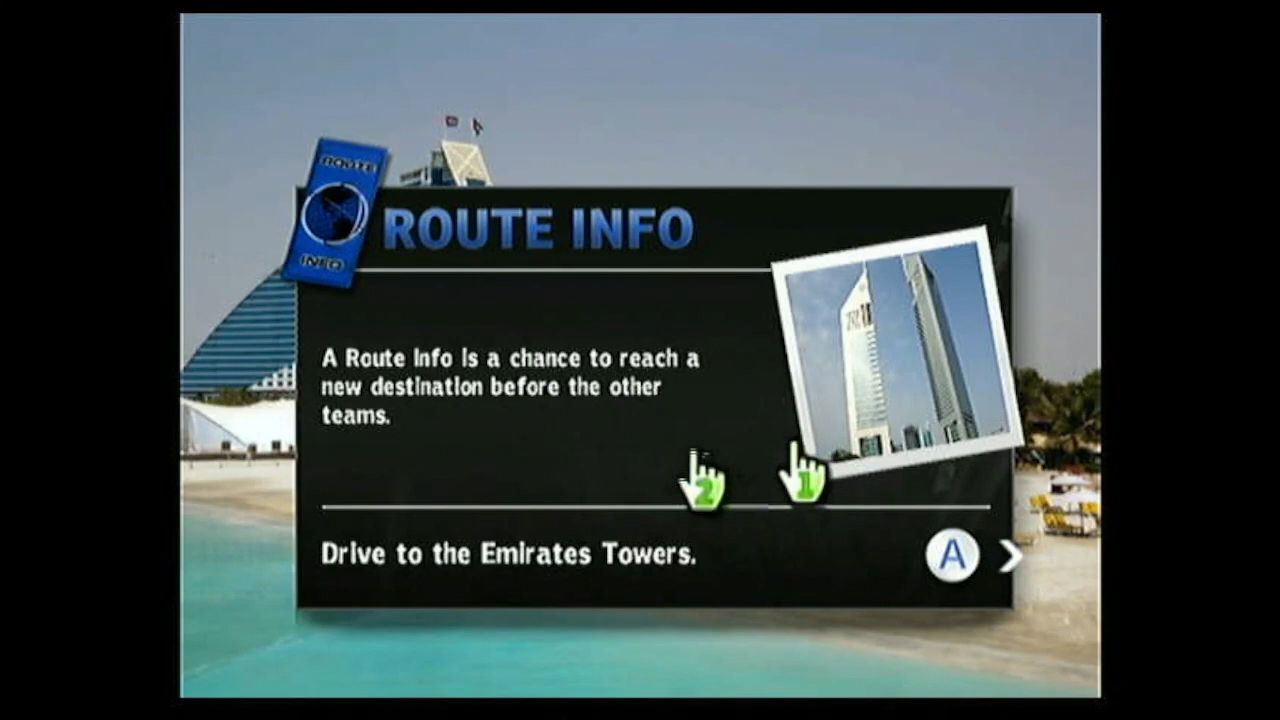 ROUTE
INFO
ROUTE INFO
A Route Info is a chance to reach a
new destination before the other
teams.
2
1
Drive to the Emirates Towers.
A